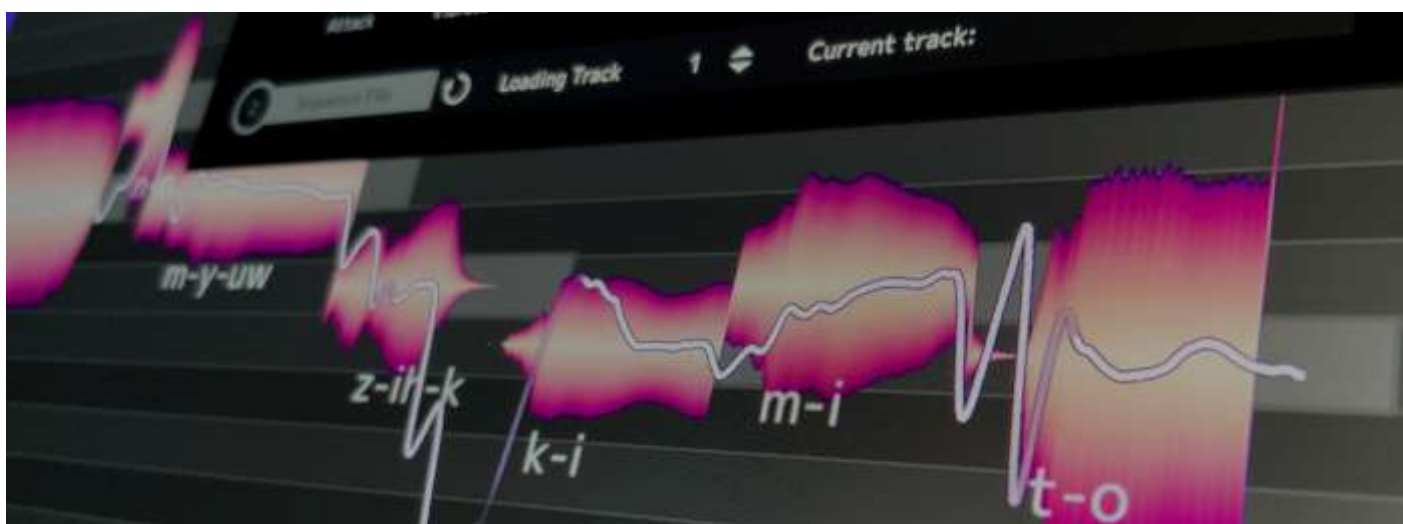 Attack
Loading Track 1 Current track:
m-y-uw
z-ih-k
k-i
m-i
t-o